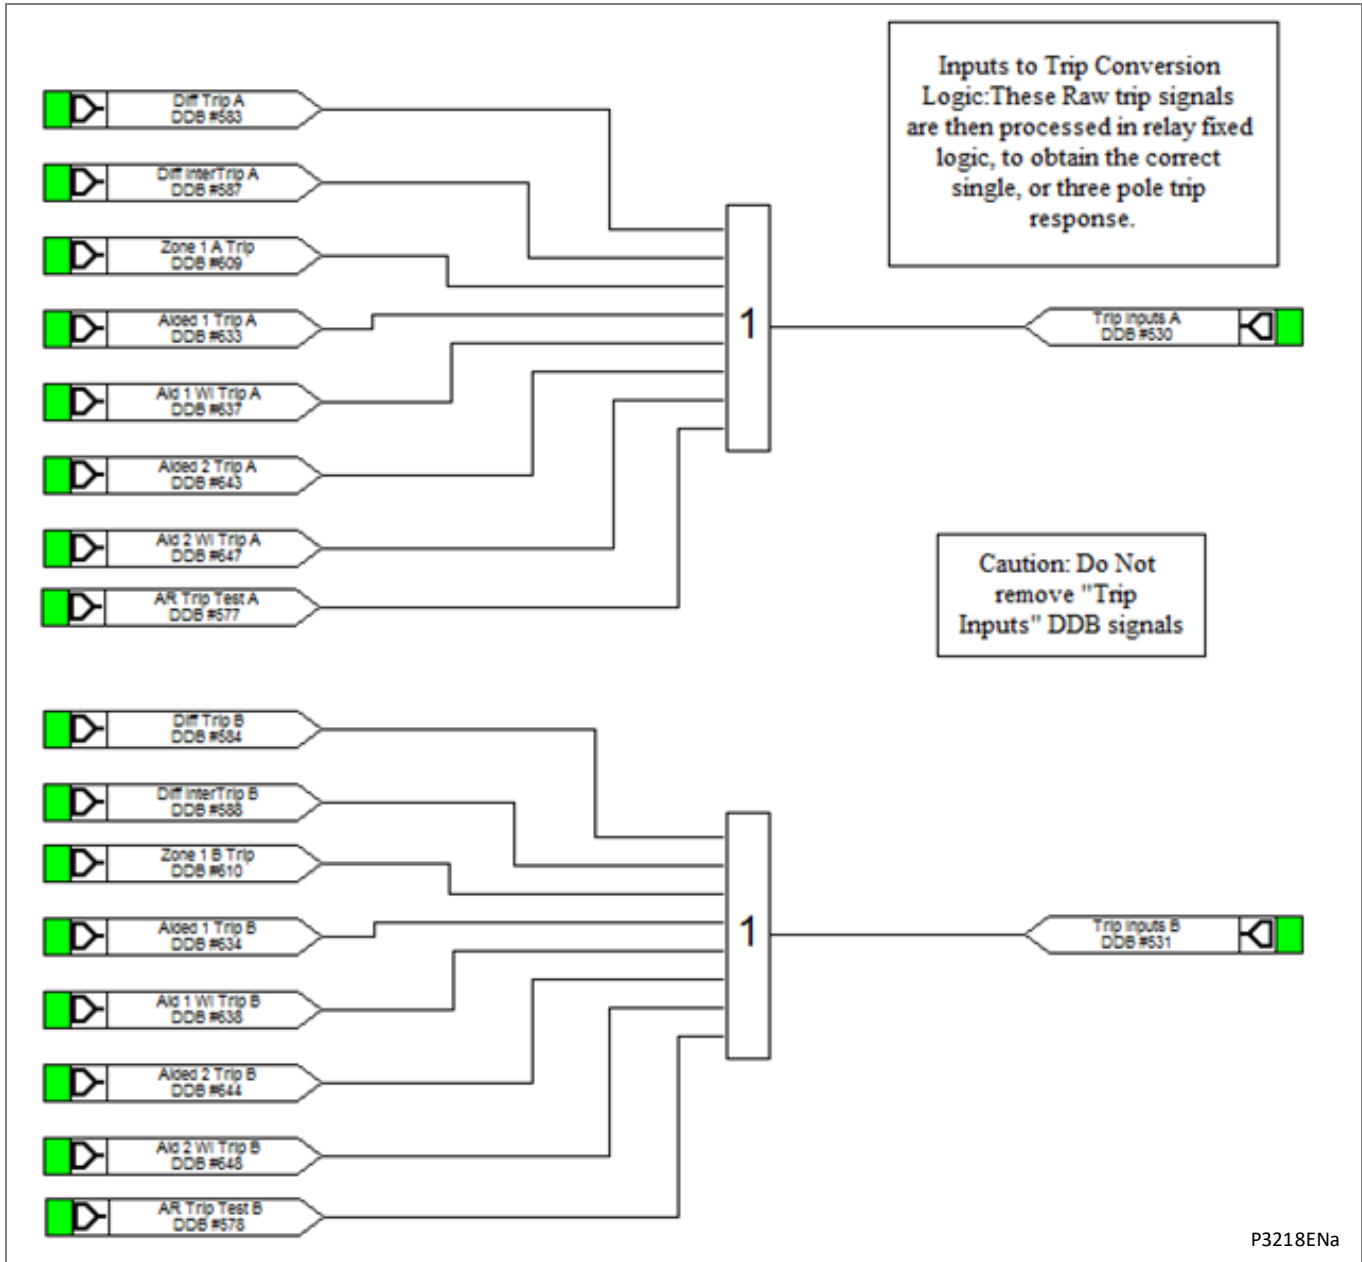 Inputs to Trip Conversion
Logic:These Raw trip signals
are then processed in relay fixed
logic, to obtain the correct
single, or three pole trip
response.
Diff Trip A
DDB #583
Diff InterTrip A
DDB #587
Zone 1 A Trip
DDB #609
Aided 1 Trip A
DDB #633
Aid 1 WI Trip A
DDB #637
Aided 2 Trip A
DDB #643
Aid 2 WI Trip A
DDB #647
AR Trip Test A
DDB #577
1
Trip Inputs A
DDB #530
Caution: Do Not
remove "Trip
Inputs" DDB signals
Diff Trip B
DDB #584
Diff InterTrip B
DDB #588
Zone 1 B Trip
DDB #610
Aided 1 Trip B
DDB #634
Aid 1 WI Trip B
DDB #638
Aided 2 Trip B
DDB #644
Aid 2 WI Trip B
DDB #648
AR Trip Test B
DDB #578
1
Trip Inputs B
DDB #531
P3218ENa